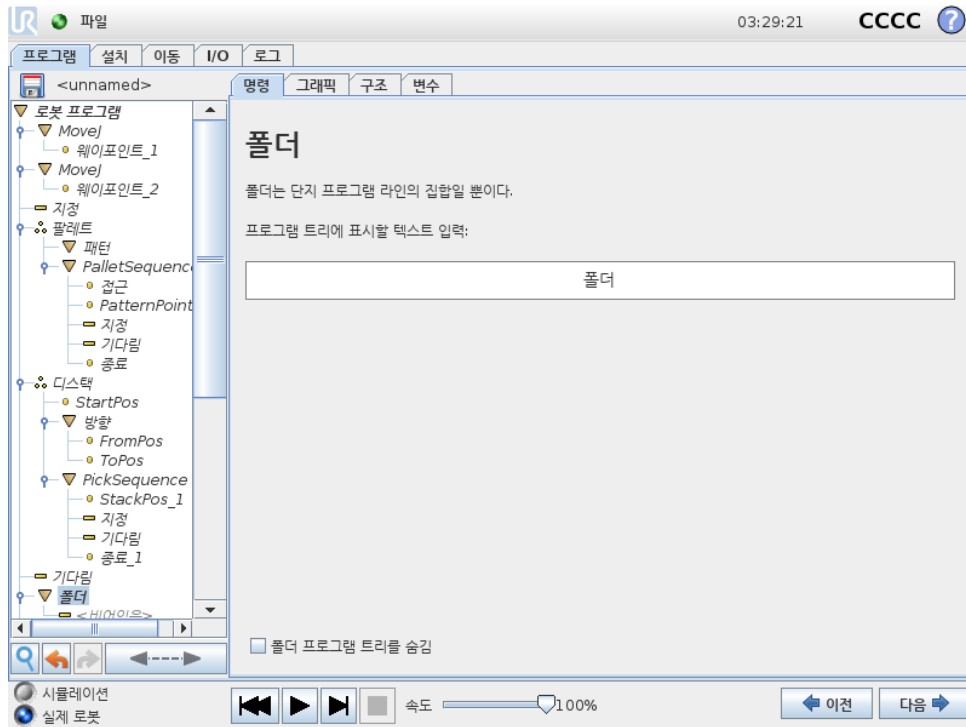 UR 파일 03:29:21 CCCC ?
프로그램 설치 이동 I/O 로그
<unnamed>
명령 그래픽 구조 변수
로봇 프로그램
MoveJ
웨이포인트_1
MoveJ
웨이포인트_2
지정
팔레트
패턴
PalletSequence
접근
PatternPoint
지정
기다림
종료
디스택
StartPos
방향
FromPos
ToPos
PickSequence
StackPos_1
지정
기다림
종료_1
기다림
폴더
<비어있음>
폴더
폴더는 단지 프로그램 라인의 집합일 뿐이다.
프로그램 트리에 표시할 텍스트 입력:
폴더
폴더 프로그램 트리를 숨김
시뮬레이션
실제 로봇
속도 100%
이전 다음